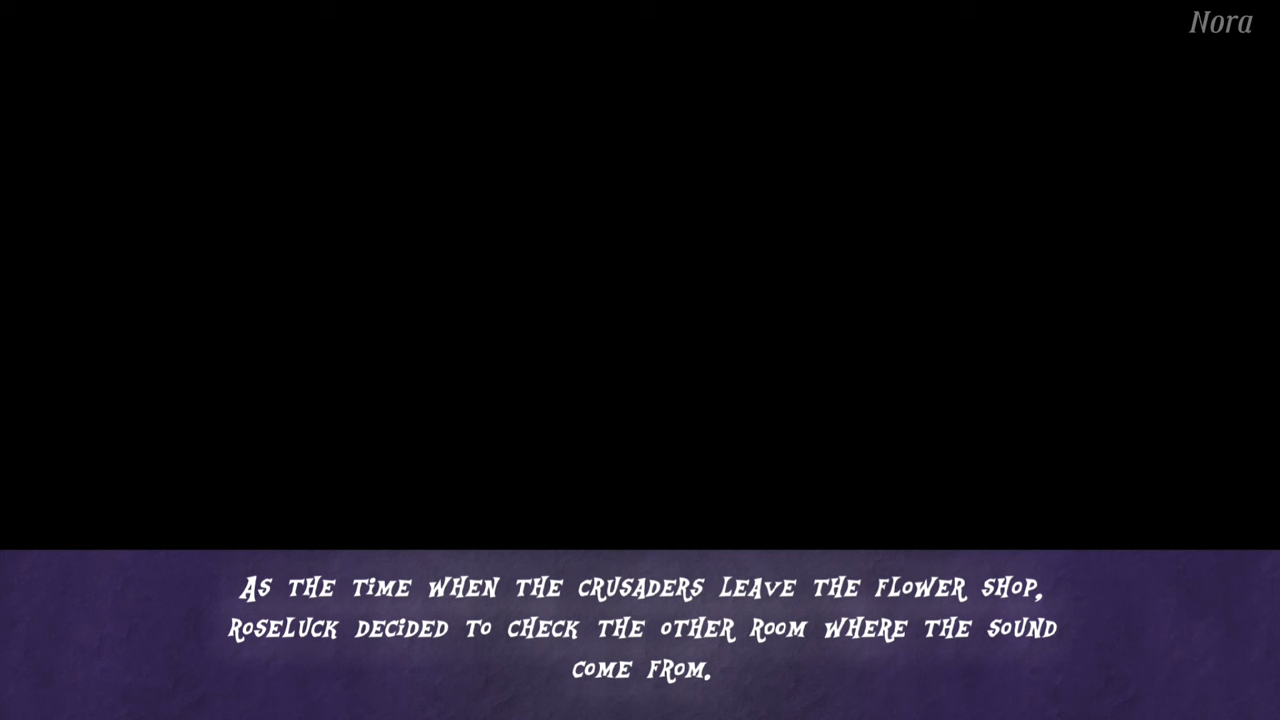 Nora
As the time when the crusaders leave the flower shop,
Roseluck decided to check the other room where the sound
come from.